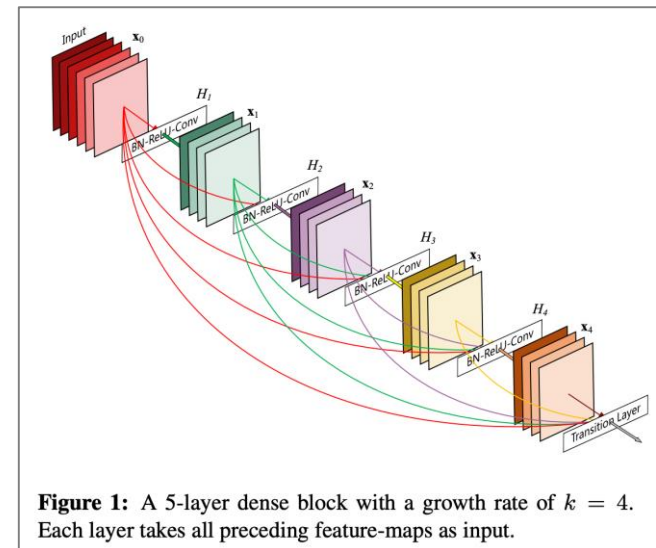 Input
x₀
H₁
BN-ReLU-Conv
x₁
H₂
BN-ReLU-Conv
x₂
H₃
BN-ReLU-Conv
x₃
H₄
BN-ReLU-Conv
x₄
Transition Layer
Figure 1: A 5-layer dense block with a growth rate of k = 4.
Each layer takes all preceding feature-maps as input.